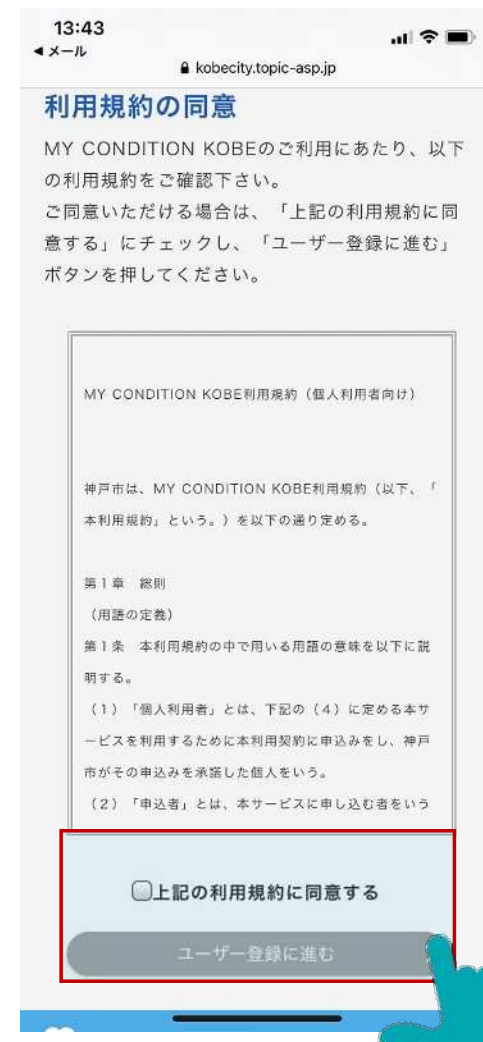 13:43
◀メール
kobecity.topic-asp.jp
利用規約の同意
MY CONDITION KOBEのご利用にあたり、以下
の利用規約をご確認下さい。
ご同意いただける場合は、「上記の利用規約に同
意する」にチェックし、「ユーザー登録に進む」
ボタンを押してください。
MY CONDITION KOBE利用規約（個人利用者向け）
神戸市は、MY CONDITION KOBE利用規約（以下、「
本利用規約」という。）を以下の通り定める。
第1章　総則
（用語の定義）
第1条　本利用規約の中で用いる用語の意味を以下に説
明する。
（1）「個人利用者」とは、下記の（4）に定める本サ
ービスを利用するために本利用契約に申込みをし、神戸
市がその申込みを承諾した個人をいう。
（2）「申込者」とは、本サービスに申し込む者をいう
上記の利用規約に同意する
ユーザー登録に進む